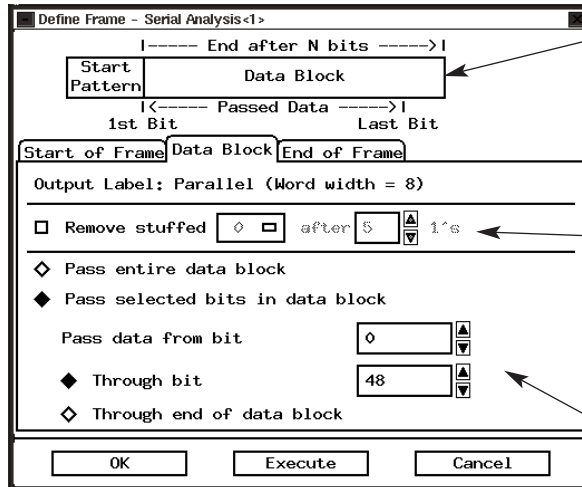 Define Frame - Serial Analysis<1>
|----- End after N bits ----->|
Start Pattern
Data Block
|<----- Passed Data ----->|
1st Bit Last Bit
Start of Frame Data Block End of Frame
Output Label: Parallel (Word width = 8)
Remove stuffed 0 after 5 1's
Pass entire data block
Pass selected bits in data block
Pass data from bit 0
Through bit 48
Through end of data block
OK Execute Cancel